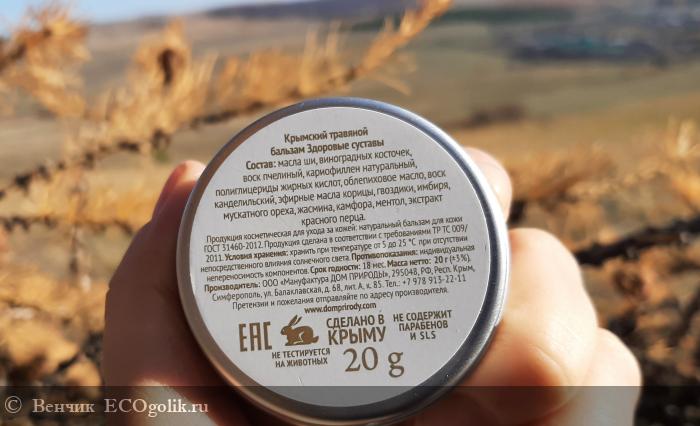 Крымский травяной
бальзам Здоровые суставы
Состав: масла ши, виноградных косточек,
воск пчелиный, кариофиллен натуральный,
полиглицериды жирных кислот, облепиховое масло, воск
канделильский, эфирные масла корицы, гвоздики, имбиря,
мускатного ореха, жасмина, камфора, ментол, экстракт
красного перца.
Продукция косметическая для ухода за кожей: натуральный бальзам для кожи
ГОСТ 31460-2012. Продукция сделана в соответствии с требованиями ТР ТС 009/
2011. Условия хранения: хранить при температуре от 5 до 25 °С при отсутствии
непосредственного влияния солнечного света. Противопоказания: индивидуальная
непереносимость компонентов. Срок годности: 18 мес. Масса нетто: 20 г (±3%).
Производитель: ООО «Мануфактура ДОМ ПРИРОДЫ», 295048, РФ, Респ. Крым,
Симферополь, ул. Балаклавская, д. 68, лит. А, к. 85. Тел.: +7 978 913-22-11
Претензии и пожелания отправляйте по адресу производителя.
www.domprirody.com
EAC
НЕ ТЕСТИРУЕТСЯ
НА ЖИВОТНЫХ
СДЕЛАНО В
КРЫМУ
20 g
НЕ СОДЕРЖИТ
ПАРАБЕНОВ
И SLS
© Венчик ECOgolik.ru